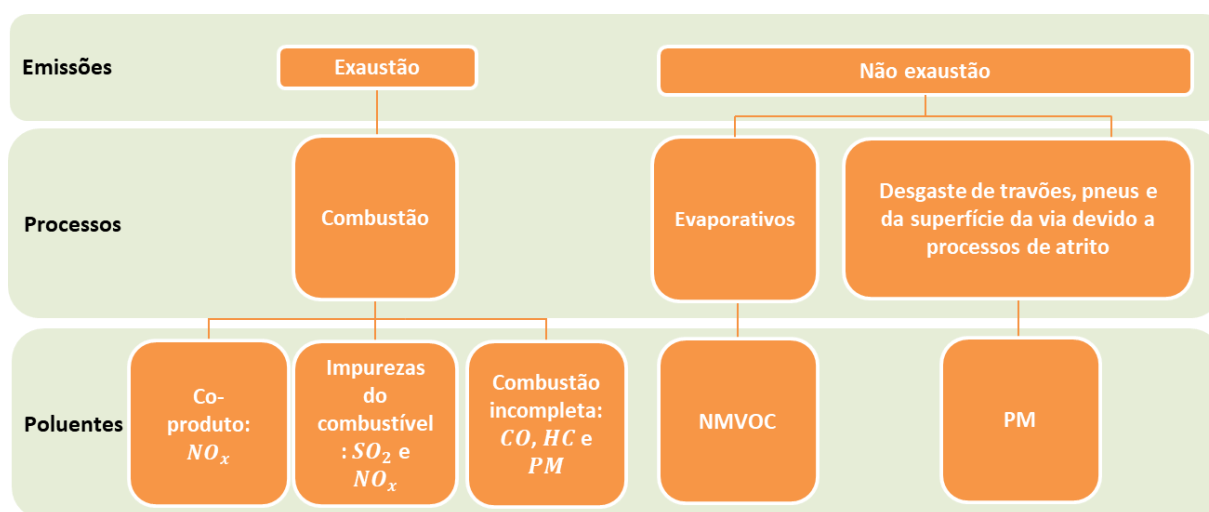 Emissões
Exaustão
Não exaustão
Processos
Combustão
Evaporativos
Desgaste de travões, pneus e
da superfície da via devido a
processos de atrito
Poluentes
Co-
produto:
NOₓ
Impurezas
do
combustível
: SO₂ e
NOₓ
Combustão
incompleta:
CO, HC e
PM
NMVOC
PM